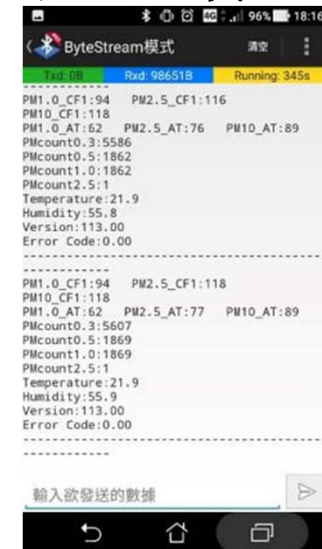 4G 96% 18:16
ByteStream模式 清空
Txd: 0B Rxd: 98651B Running: 345s
------------
PM1.0_CF1:94 PM2.5_CF1:116
PM10_CF1:118
PM1.0_AT:62 PM2.5_AT:76 PM10_AT:89
PMcount0.3:5586
PMcount0.5:1862
PMcount1.0:1862
PMcount2.5:1
Temperature:21.9
Humidity:55.8
Version:113.00
Error Code:0.00
------------------------------------
------------
PM1.0_CF1:94 PM2.5_CF1:118
PM10_CF1:118
PM1.0_AT:62 PM2.5_AT:77 PM10_AT:89
PMcount0.3:5607
PMcount0.5:1869
PMcount1.0:1869
PMcount2.5:1
Temperature:21.9
Humidity:55.9
Version:113.00
Error Code:0.00
------------------------------------
------------
輸入欲發送的數據